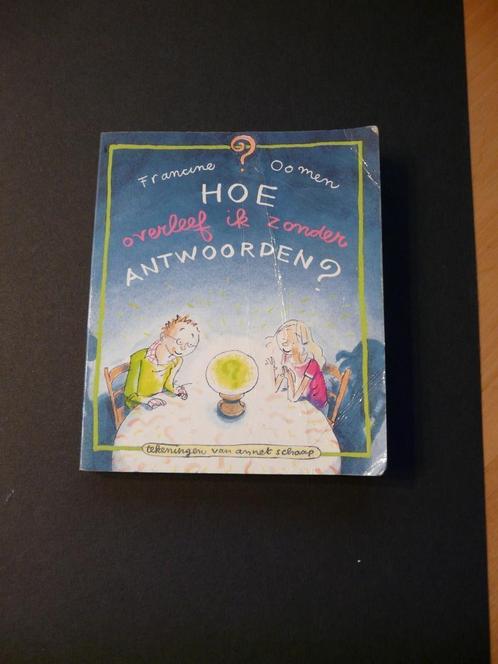 ?
Francine Oomen
HOE
overleef ik zonder
ANTWOORDEN?
?
tekeningen van annet schaap